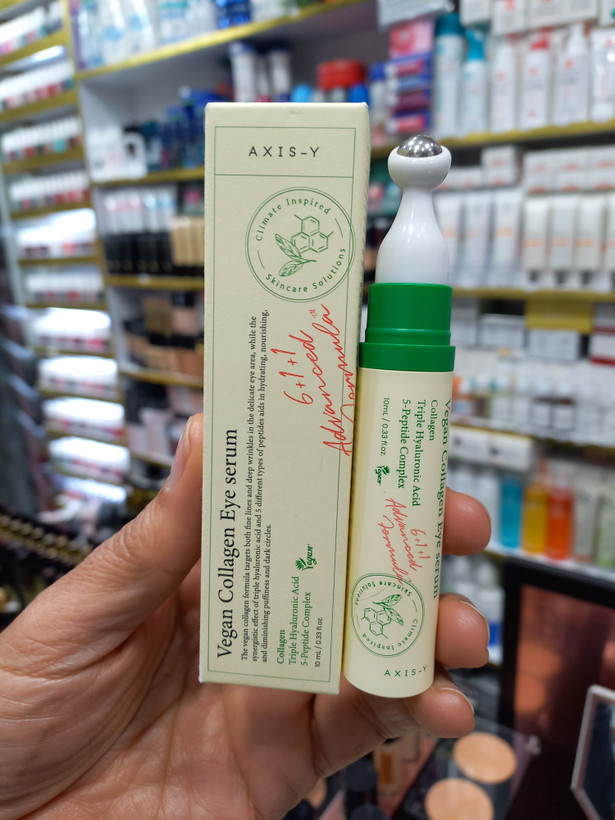 AXIS-Y
Climate Inspired
Skincare Solutions
6+1+1
Advanced
Formula
TM
Vegan Collagen Eye serum
The vegan collagen formula targets both fine lines and deep wrinkles in the delicate eye area, while the
synergistic effect of triple hyaluronic acid and 5 different types of peptides aids in hydrating, nourishing,
and diminishing puffiness and dark circles.
Collagen
Triple Hyaluronic Acid
5-Peptide Complex
10 mL / 0.33 fl.oz.
Vegan
Vegan Collagen Eye serum
Collagen
Triple Hyaluronic Acid
5-Peptide Complex
10mL / 0.33 fl.oz.
Vegan
6+1+1
Advanced
Formula
Climate Inspired
Skincare Solutions
AXIS-Y